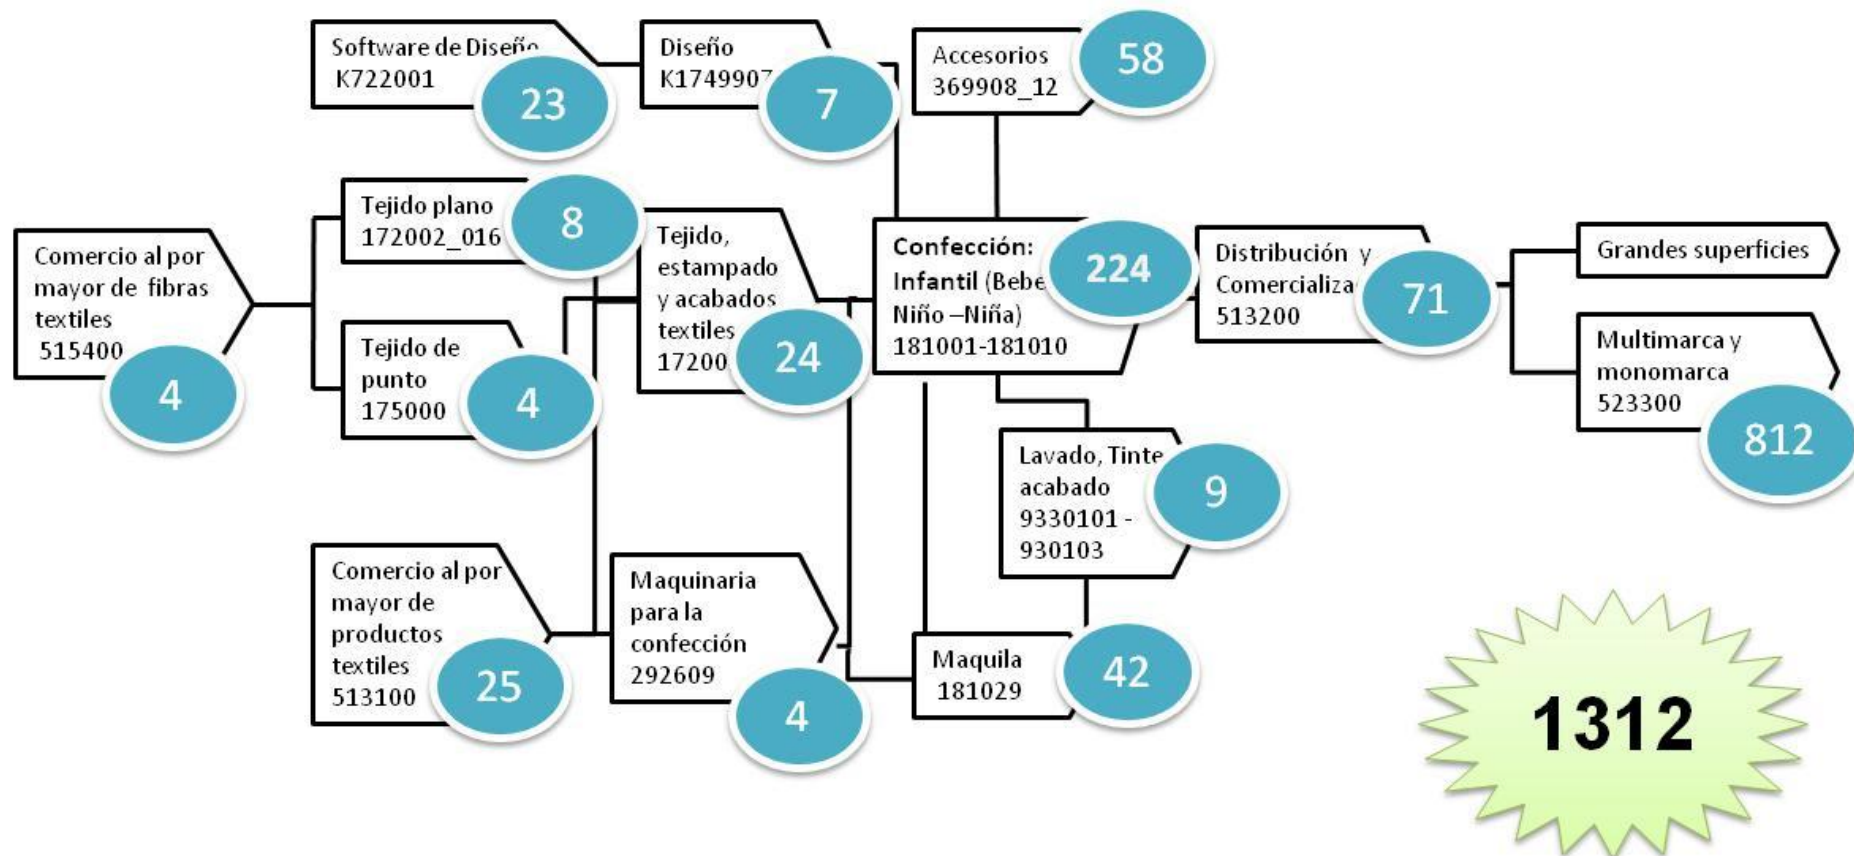 Software de Diseño
K722001
23
Diseño
K1749907
7
Accesorios
369908_12
58
Comercio al por
mayor de fibras
textiles
515400
4
Tejido plano
172002_016
8
Tejido de
punto
175000
4
Tejido,
estampado
y acabados
textiles
17200
24
Confección:
Infantil (Bebe
Niño –Niña)
181001-181010
224
Distribución y
513200
71
Grandes superficies
Multimarca y
monomarca
523300
812
Lavado, Tinte
acabado
9330101 -
930103
9
Comercio al por
mayor de
productos
textiles
513100
25
Maquinaria
para la
confección
292609
4
Maquila
181029
42
1312